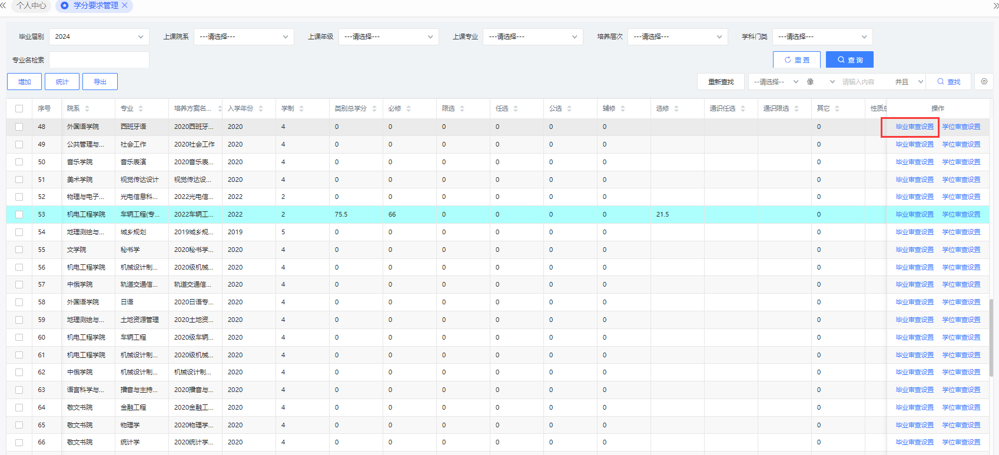 个人中心 学分要求管理
毕业届别 2024 上课院系 ---请选择--- 上课年级 ---请选择--- 上课专业 ---请选择--- 培养层次 ---请选择--- 学科门类 ---请选择---
专业名检索 重置 查询
增加 统计 导出 重新查找 --请选择-- 像 请输入内容 并且 查找
序号 院系 专业 培养方案名... 入学年份 学制 类别总学分 必修 限选 任选 公选 辅修 选修 通识任选 通识限选 其它 性质总 操作
48 外国语学院 西班牙语 2020西班牙... 2020 4 0 0 0 0 0 0 0 毕业审查设置 学位审查设置
49 公共管理与... 社会工作 2020社会工作 2020 4 0 0 0 0 0 0 0 毕业审查设置 学位审查设置
50 音乐学院 音乐表演 2020音乐表... 2020 4 0 0 0 0 0 0 0 毕业审查设置 学位审查设置
51 美术学院 视觉传达设计 视觉传达设... 2020 4 0 0 0 0 0 0 0 毕业审查设置 学位审查设置
52 物理与电子... 光电信息科... 2022光电信... 2022 2 0 0 0 0 0 0 0 毕业审查设置 学位审查设置
53 机电工程学院 车辆工程(专... 2022车辆工... 2022 2 75.5 66 0 0 0 0 21.5 0 毕业审查设置 学位审查设置
54 地理测绘与... 城乡规划 2019城乡规... 2019 5 0 0 0 0 0 0 0 毕业审查设置 学位审查设置
55 文学院 秘书学 2020秘书学... 2020 4 0 0 0 0 0 0 0 毕业审查设置 学位审查设置
56 机电工程学院 机械设计制... 2020级机械... 2020 4 0 0 0 0 0 0 0 毕业审查设置 学位审查设置
57 中俄学院 轨道交通信... 轨道交通信... 2020 4 0 0 0 0 0 0 0 毕业审查设置 学位审查设置
58 外国语学院 日语 2020日语专... 2020 4 0 0 0 0 0 0 0 毕业审查设置 学位审查设置
59 地理测绘与... 土地资源管理 2020土地资... 2020 4 0 0 0 0 0 0 0 毕业审查设置 学位审查设置
60 机电工程学院 车辆工程 2020级车辆... 2020 4 0 0 0 0 0 0 0 毕业审查设置 学位审查设置
61 机电工程学院 机械设计制... 2020级机械... 2020 4 0 0 0 0 0 0 0 毕业审查设置 学位审查设置
62 中俄学院 机械设计制... 机械设计制... 2020 4 0 0 0 0 0 0 0 毕业审查设置 学位审查设置
63 语言科学与... 播音与主持... 2020播音与... 2020 4 0 0 0 0 0 0 0 毕业审查设置 学位审查设置
64 敬文书院 金融工程 2020金融工... 2020 4 0 0 0 0 0 0 0 毕业审查设置 学位审查设置
65 敬文书院 物理学 2020物理学... 2020 4 0 0 0 0 0 0 0 毕业审查设置 学位审查设置
66 敬文书院 统计学 2020统计学... 2020 4 0 0 0 0 0 0 0 毕业审查设置 学位审查设置